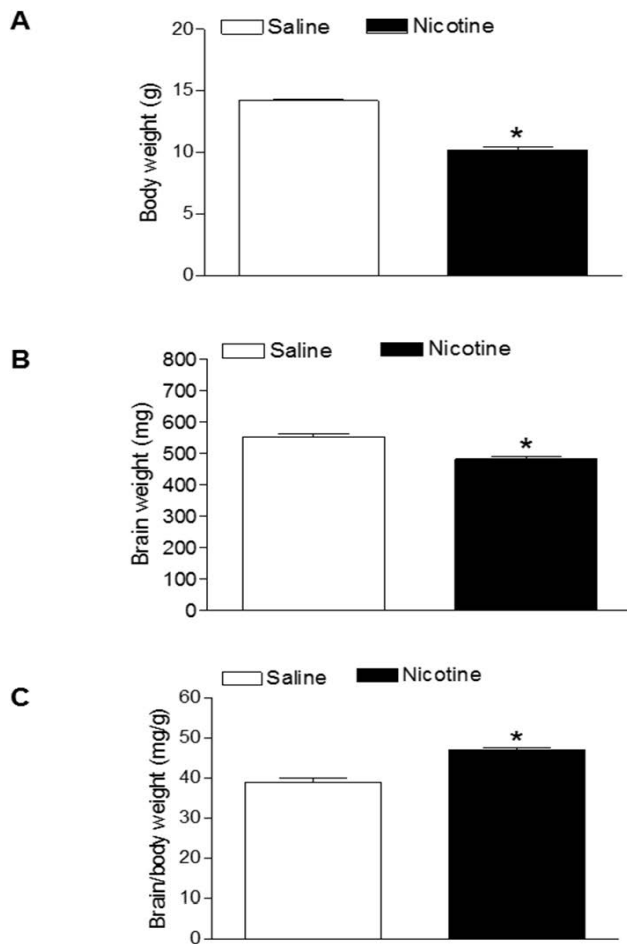 A
Saline Nicotine
Body weight (g)
20
15
10
5
0
*
B
Saline Nicotine
Brain weight (mg)
800
700
600
500
400
300
200
100
0
*
C
Saline Nicotine
Brain/body weight (mg/g)
60
50
40
30
20
10
0
*